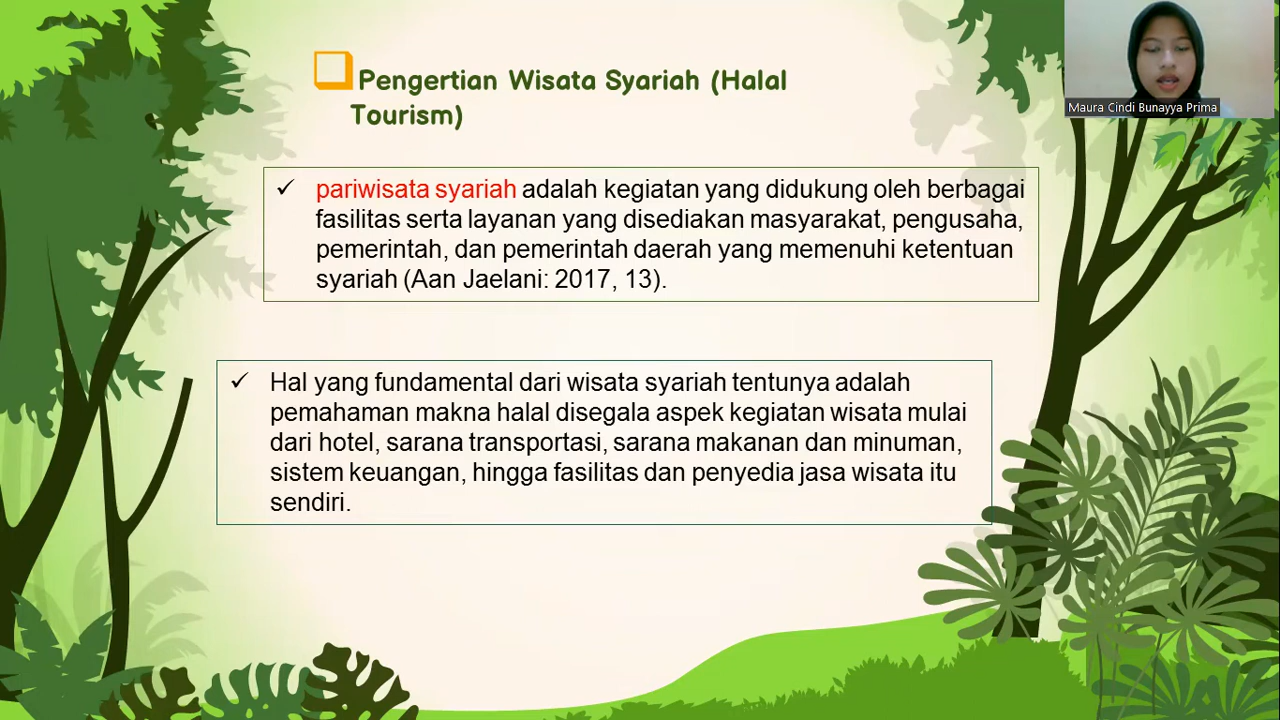 Pengertian Wisata Syariah (Halal
Tourism)
Maura Cindi Bunayya Prima
✓ pariwisata syariah adalah kegiatan yang didukung oleh berbagai
fasilitas serta layanan yang disediakan masyarakat, pengusaha,
pemerintah, dan pemerintah daerah yang memenuhi ketentuan
syariah (Aan Jaelani: 2017, 13).
✓ Hal yang fundamental dari wisata syariah tentunya adalah
pemahaman makna halal disegala aspek kegiatan wisata mulai
dari hotel, sarana transportasi, sarana makanan dan minuman,
sistem keuangan, hingga fasilitas dan penyedia jasa wisata itu
sendiri.